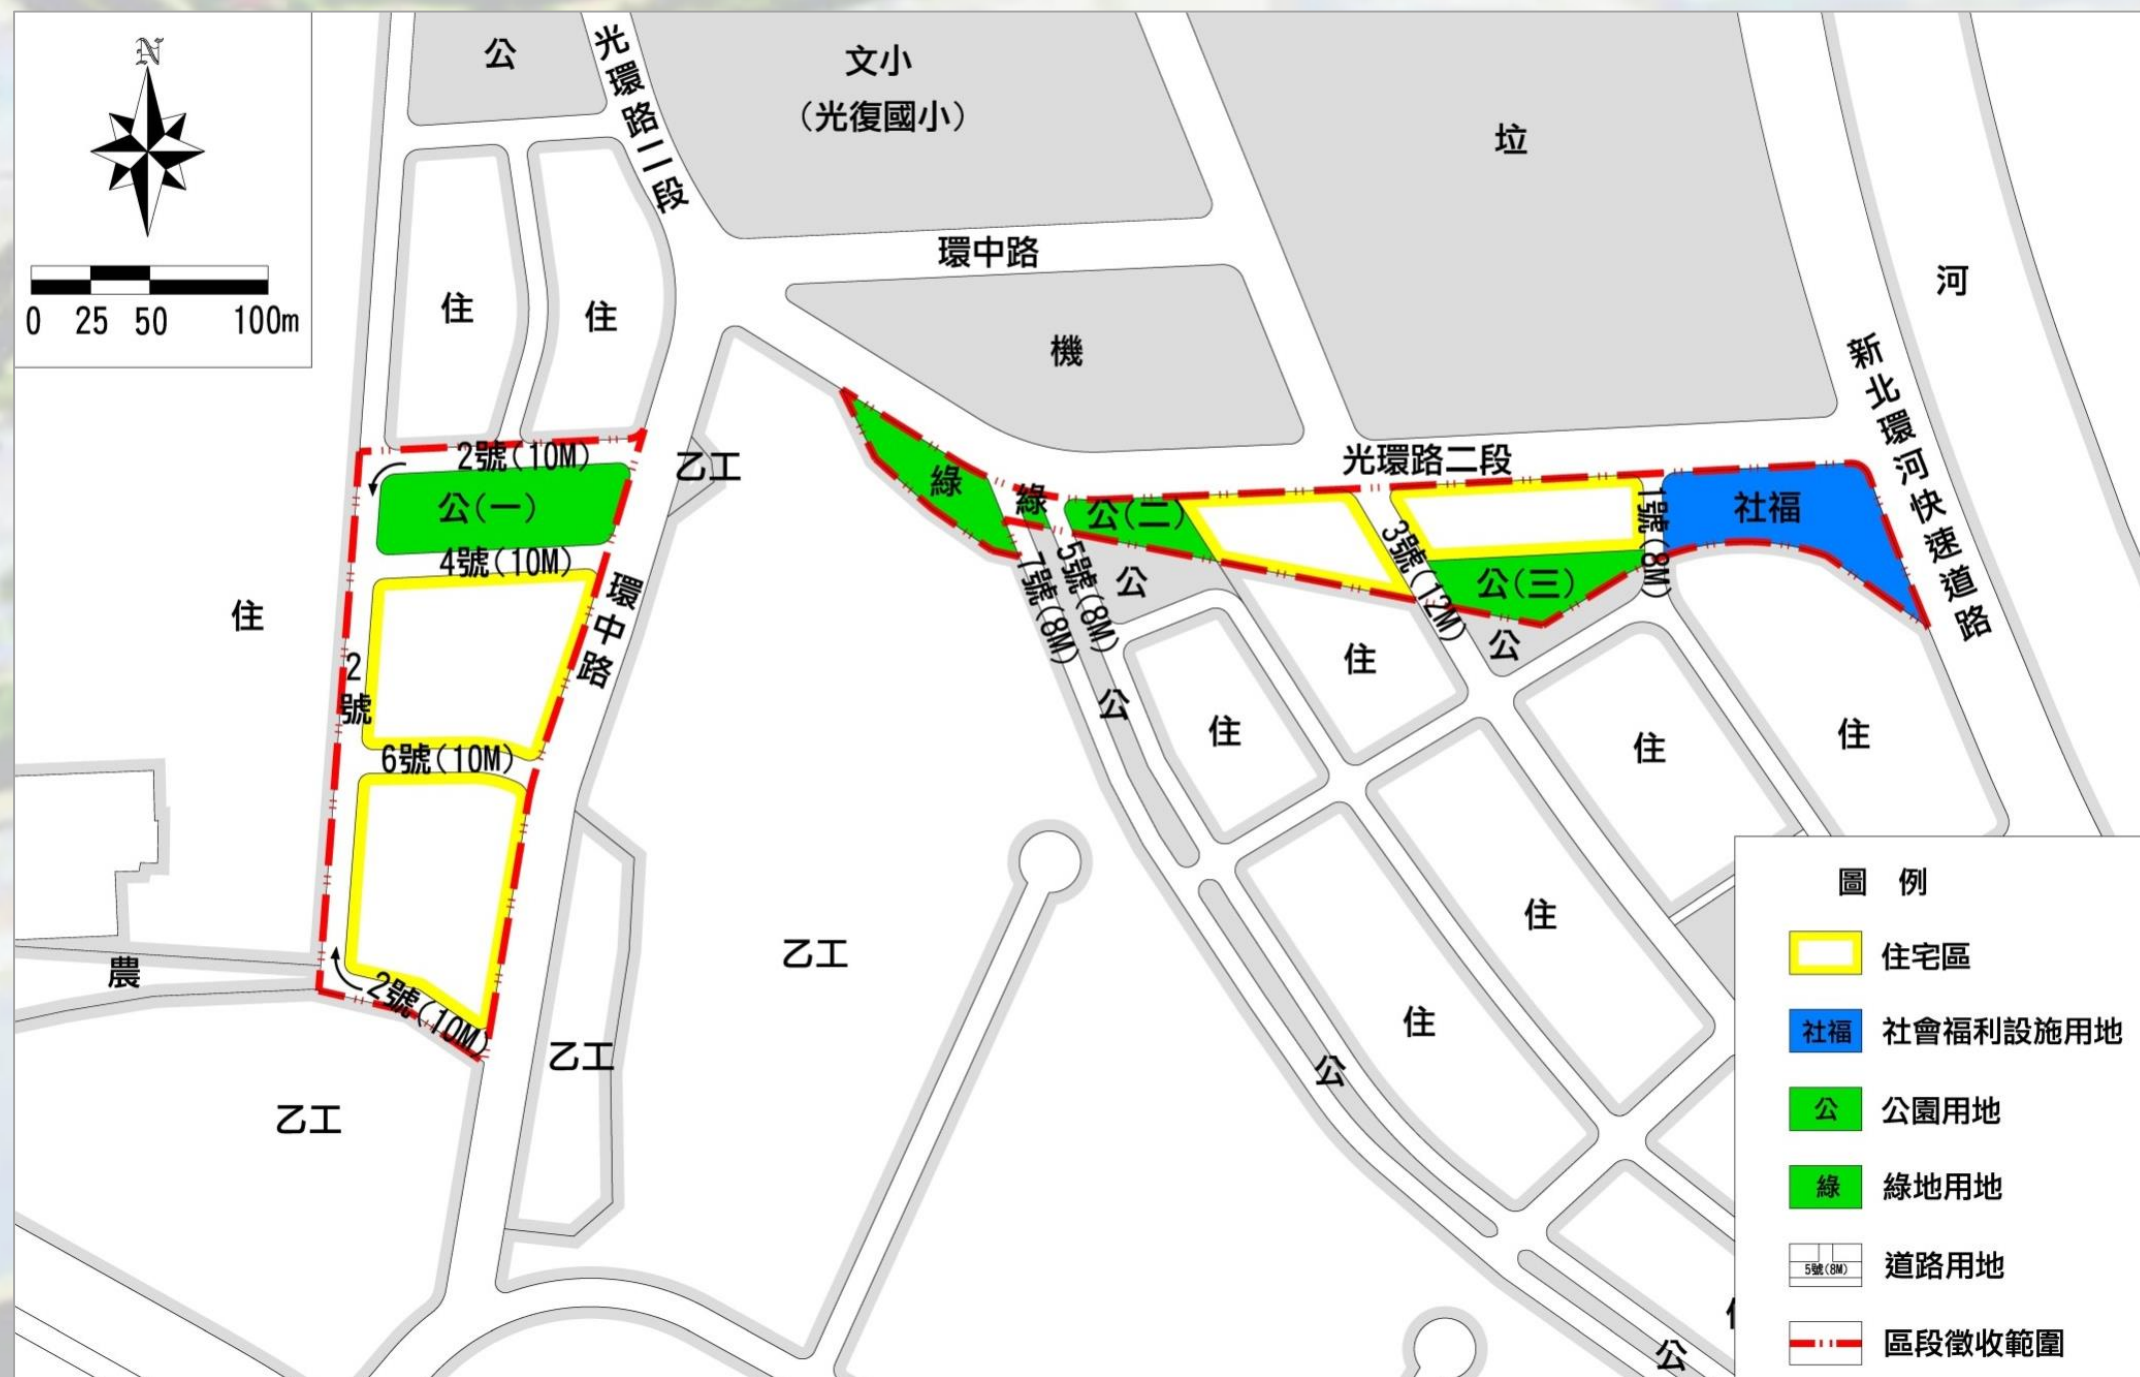 N
0 25 50 100m
公
光環路二段
文小
(光復國小)
垃
環中路
河
住
住
機
新北環河快速道路
2號(10M)
乙工
光環路二段
公(一)
綠
綠
公(二)
社福
1號(8M)
3號(12M)
4號(10M)
5號(8M)
7號(8M)
公
公(三)
住
環中路
公
住
2號
公
住
住
住
6號(10M)
農
乙工
住
2號(10M)
乙工
住
公
乙工
公
圖 例
住宅區
社福 社會福利設施用地
公 公園用地
綠 綠地用地
5號(8M) 道路用地
區段徵收範圍